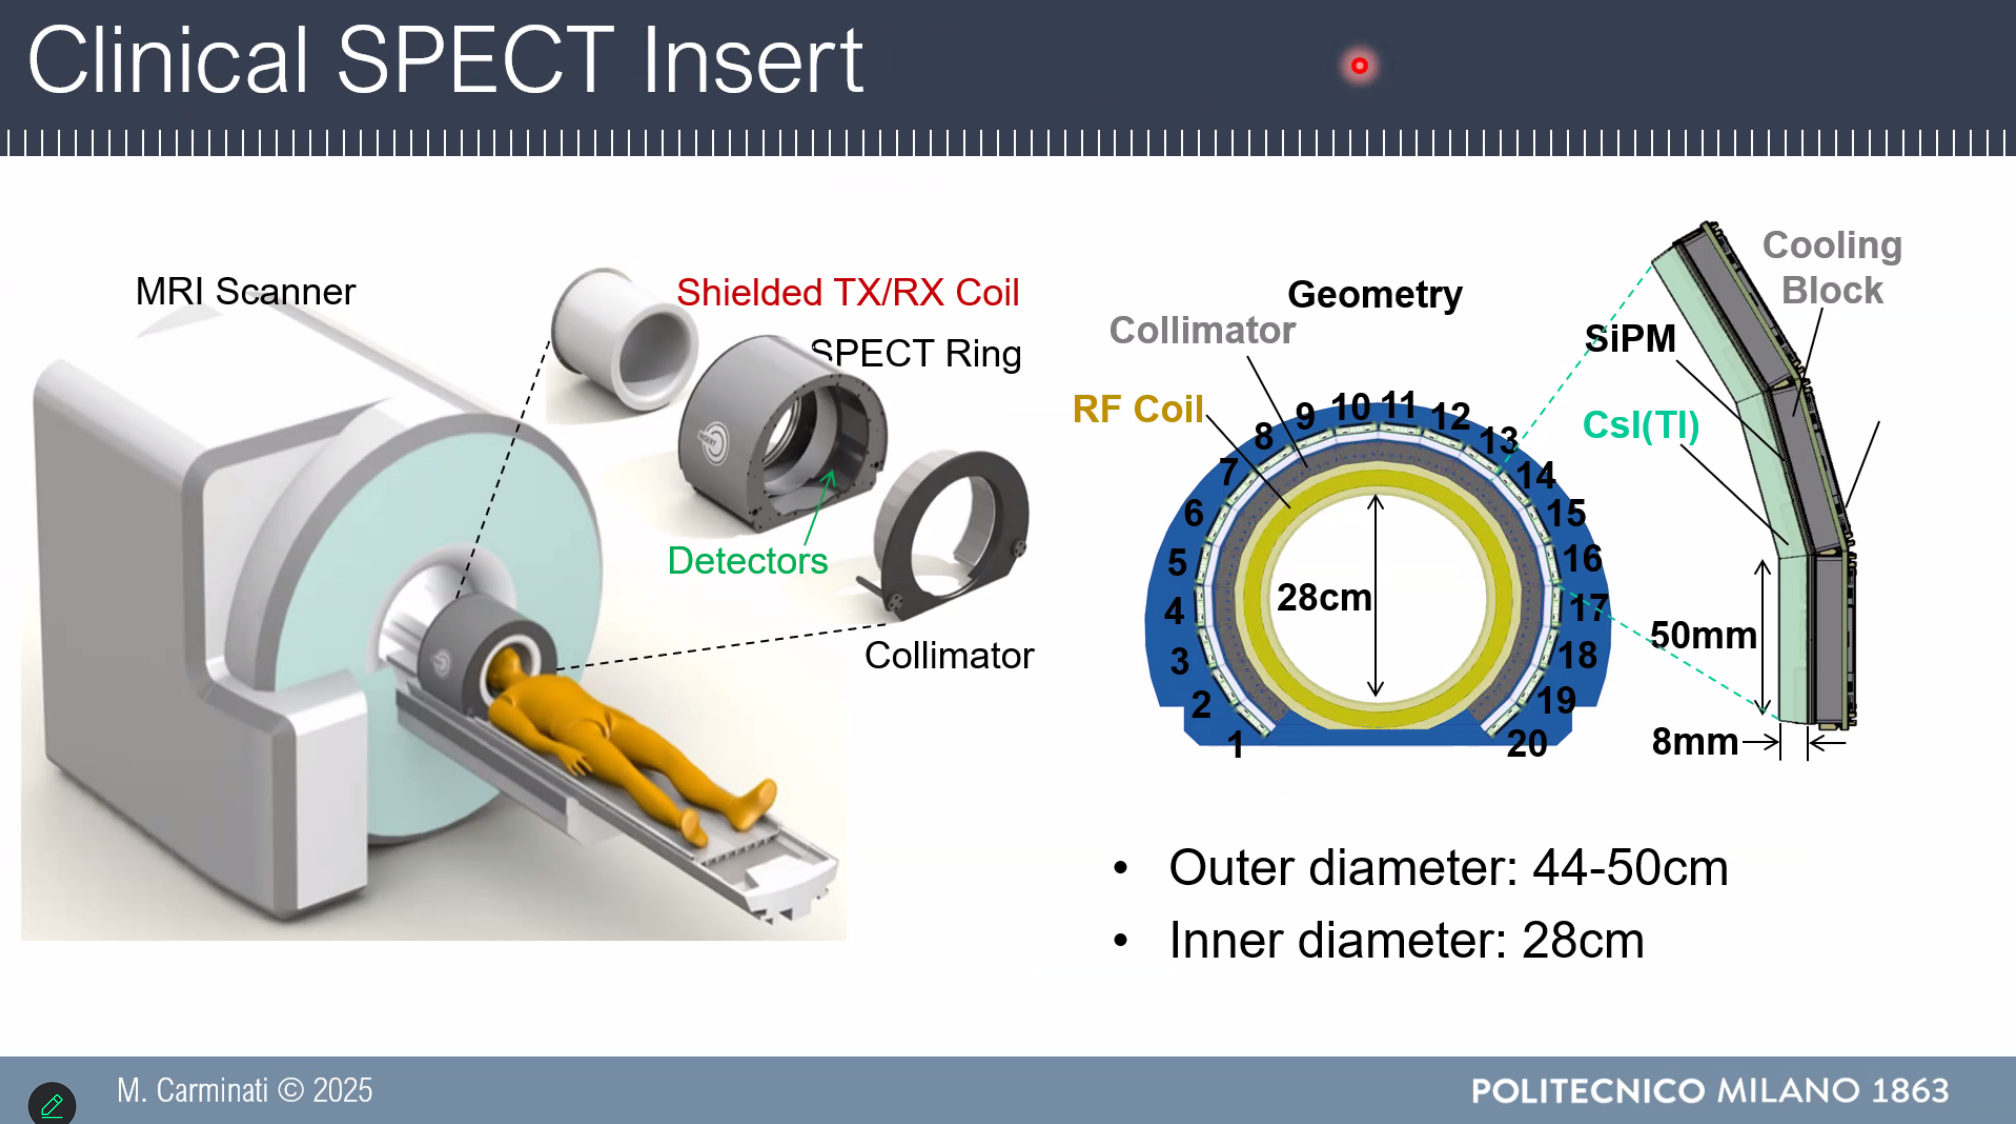 Clinical SPECT Insert
MRI Scanner
Shielded TX/RX Coil
SPECT Ring
Detectors
Collimator
Geometry
Collimator
RF Coil
28cm
1
2
3
4
5
6
7
8
9
10
11
12
13
14
15
16
17
18
19
20
Cooling
Block
SiPM
CsI(Tl)
50mm
8mm
• Outer diameter: 44-50cm
• Inner diameter: 28cm
M. Carminati © 2025
POLITECNICO MILANO 1863